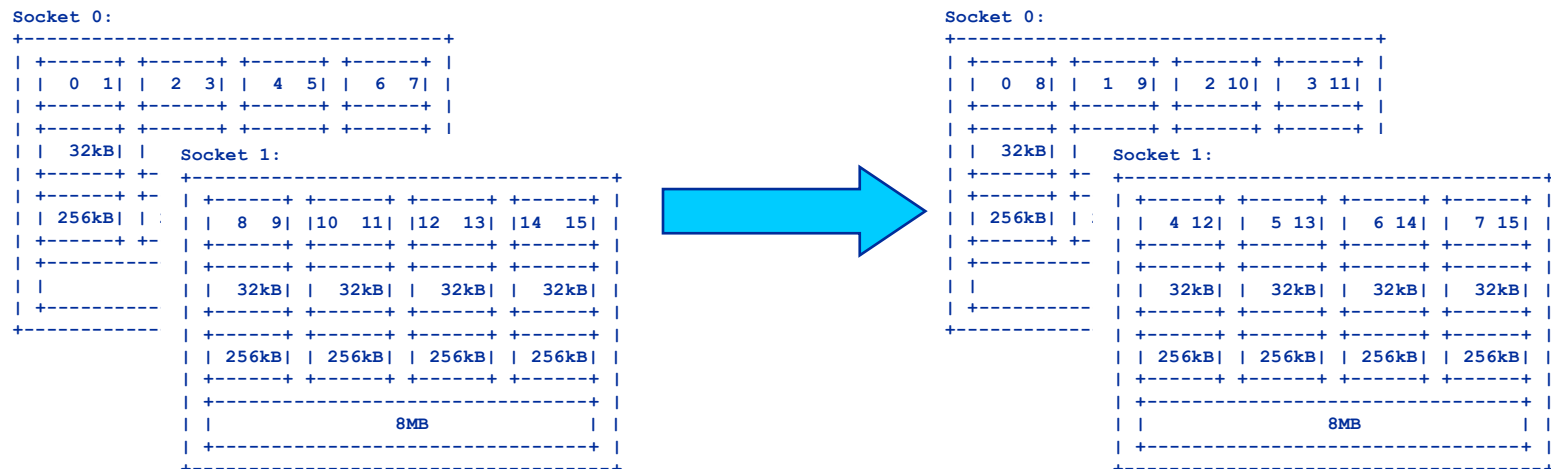 Socket 0:
+-------------------------------------+
| +------+ +------+ +------+ +------+ |
| |  0  1| |  2  3| |  4  5| |  6  7| |
| +------+ +------+ +------+ +------+ |
| +------+ +------+ +------+ +------+ |
| |  32kB| |
| +------+ +-
| +------+ +-
| | 256kB| |
| +------+ +-
| +----------
| |
| +----------
+------------
Socket 1:
+-------------------------------------+
| +------+ +------+ +------+ +------+ |
| |  8  9| |10  11| |12  13| |14  15| |
| +------+ +------+ +------+ +------+ |
| +------+ +------+ +------+ +------+ |
| |  32kB| |  32kB| |  32kB| |  32kB| |
| +------+ +------+ +------+ +------+ |
| +------+ +------+ +------+ +------+ |
| | 256kB| | 256kB| | 256kB| | 256kB| |
| +------+ +------+ +------+ +------+ |
| +---------------------------------+ |
| |               8MB               | |
| +---------------------------------+ |
+-------------------------------------+
Socket 0:
+-------------------------------------+
| +------+ +------+ +------+ +------+ |
| |  0  8| |  1  9| |  2 10| |  3 11| |
| +------+ +------+ +------+ +------+ |
| +------+ +------+ +------+ +------+ |
| |  32kB| |
| +------+ +-
| +------+ +-
| | 256kB| |
| +------+ +-
| +----------
| |
| +----------
+------------
Socket 1:
+-------------------------------------+
| +------+ +------+ +------+ +------+ |
| |  4 12| |  5 13| |  6 14| |  7 15| |
| +------+ +------+ +------+ +------+ |
| +------+ +------+ +------+ +------+ |
| |  32kB| |  32kB| |  32kB| |  32kB| |
| +------+ +------+ +------+ +------+ |
| +------+ +------+ +------+ +------+ |
| | 256kB| | 256kB| | 256kB| | 256kB| |
| +------+ +------+ +------+ +------+ |
| +---------------------------------+ |
| |               8MB               | |
| +---------------------------------+ |
+-------------------------------------+